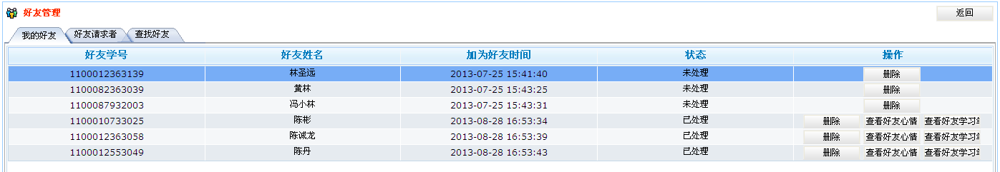 好友管理 返回
我的好友 好友请求者 查找好友
好友学号 好友姓名 加为好友时间 状态 操作
1100012363139 林圣远 2013-07-25 15:41:40 未处理 删除
1100082363039 黄林 2013-07-25 15:43:25 未处理 删除
1100087932003 冯小林 2013-07-25 15:43:31 未处理 删除
1100010733025 陈彬 2013-08-28 16:53:34 已处理 删除 查看好友心情 查看好友学习
1100012363058 陈诚龙 2013-08-28 16:53:39 已处理 删除 查看好友心情 查看好友学习
1100012553049 陈丹 2013-08-28 16:53:43 已处理 删除 查看好友心情 查看好友学习